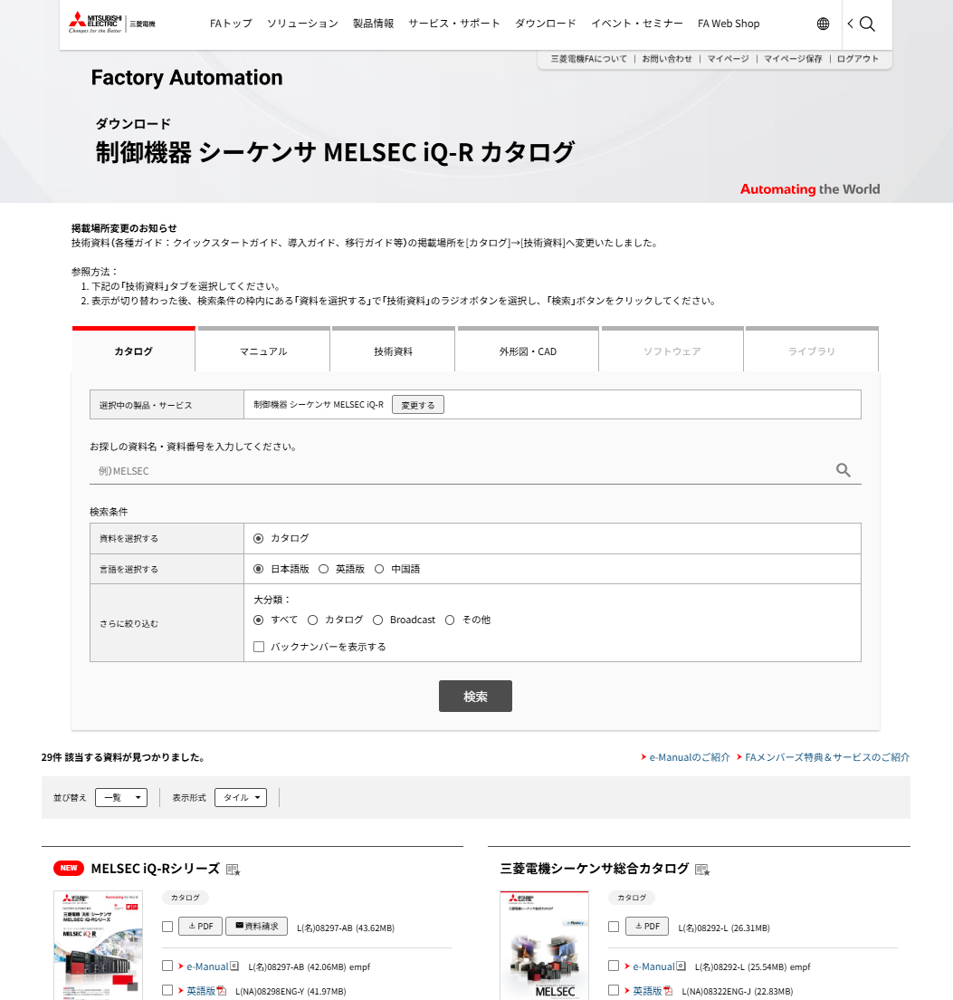 MITSUBISHI ELECTRIC
Changes for the Better
三菱電機
FAトップ ソリューション 製品情報 サービス・サポート ダウンロード イベント・セミナー FA Web Shop
三菱電機FAについて | お問い合わせ | マイページ | マイページ保存 | ログアウト
Factory Automation
ダウンロード
制御機器 シーケンサ MELSEC iQ-R カタログ
Automating the World
掲載場所変更のお知らせ
技術資料(各種ガイド：クイックスタートガイド、導入ガイド、移行ガイド等)の掲載場所を[カタログ]→[技術資料]へ変更いたしました。
参照方法：
1. 下記の「技術資料」タブを選択してください。
2. 表示が切り替わった後、検索条件の枠内にある「資料を選択する」で「技術資料」のラジオボタンを選択し、「検索」ボタンをクリックしてください。
カタログ マニュアル 技術資料 外形図・CAD ソフトウェア ライブラリ
選択中の製品・サービス 制御機器 シーケンサ MELSEC iQ-R 変更する
お探しの資料名・資料番号を入力してください。
例)MELSEC
検索条件
資料を選択する カタログ
言語を選択する 日本語版 英語版 中国語
さらに絞り込む 大分類：
すべて カタログ Broadcast その他
バックナンバーを表示する
検索
29件 該当する資料が見つかりました。 e-Manualのご紹介 FAメンバーズ特典＆サービスのご紹介
並び替え 一覧 表示形式 タイル
NEW MELSEC iQ-Rシリーズ
カタログ
PDF 資料請求 L(名)08297-AB (43.62MB)
e-Manual L(名)08297-AB (42.06MB) empf
英語版 L(NA)08298ENG-Y (41.97MB)
MITSUBISHI ELECTRIC
Automating the World
三菱電機 汎用 シーケンサ
MELSEC iQ-Rシリーズ
MELSEC iQ R
三菱電機シーケンサ総合カタログ
カタログ
PDF L(名)08292-L (26.31MB)
e-Manual L(名)08292-L (25.54MB) empf
英語版 L(NA)08322ENG-J (22.83MB)
MITSUBISHI ELECTRIC
三菱電機シーケンサ総合カタログ
e-F@ctory
MELSEC